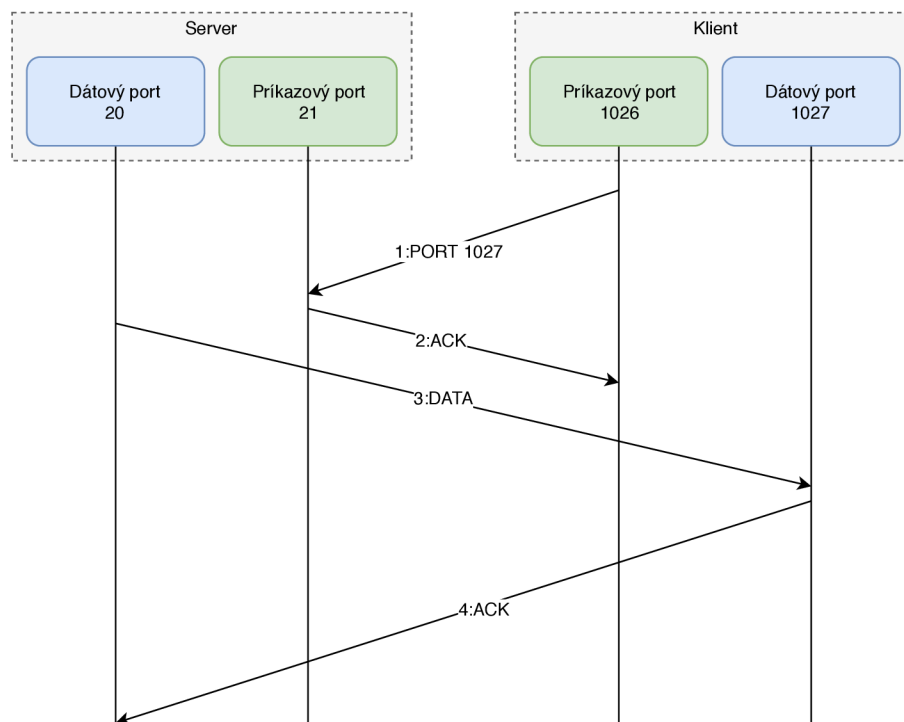 Server
Klient
Dátový port
20
Príkazový port
21
Príkazový port
1026
Dátový port
1027
1:PORT 1027
2:ACK
3:DATA
4:ACK